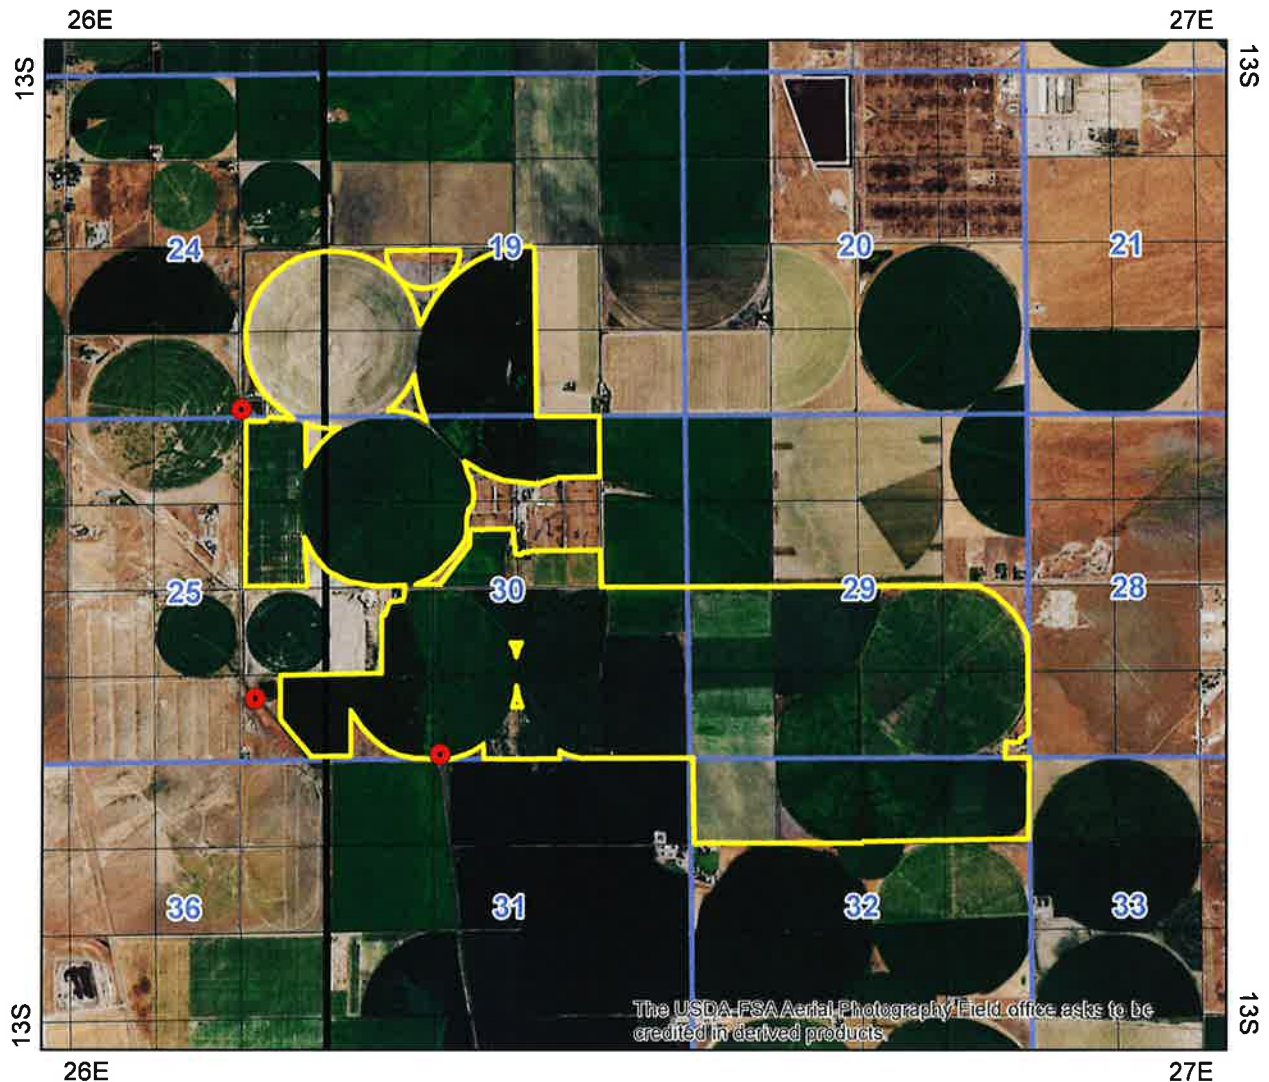 26E
27E
13S
13S
24
19
20
21
25
30
29
28
36
31
32
33
The USDA-FSA Aerial Photography Field office asks to be
credited in derived products.
13S
13S
26E
27E